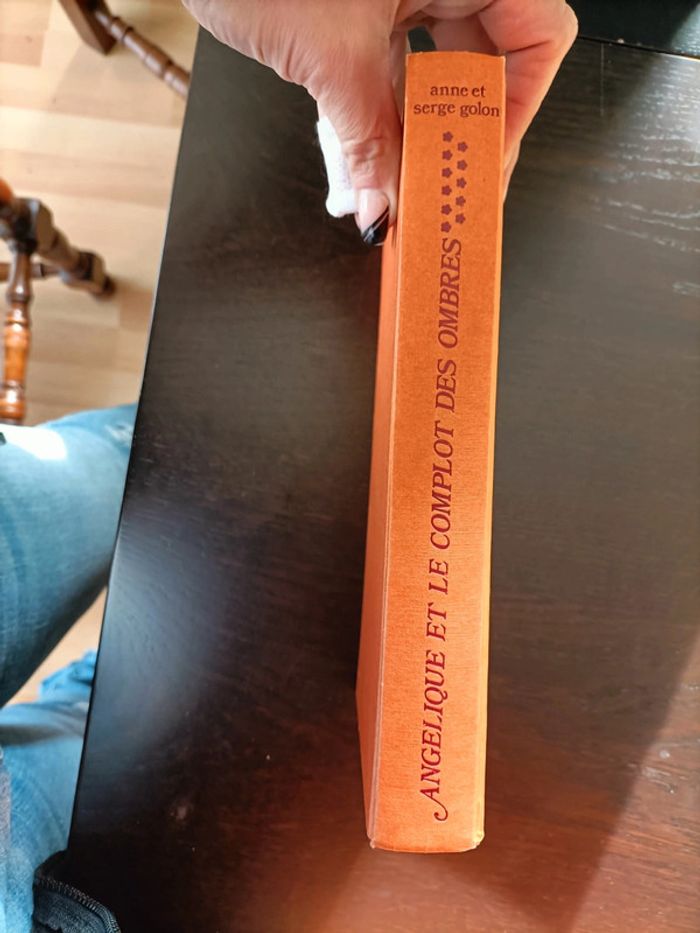 anne et
serge golon
ANGELIQUE ET LE COMPLOT DES OMBRES